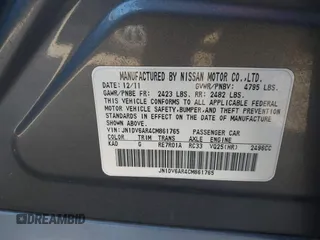 MANUFACTURED BY NISSAN MOTOR CO., LTD.
DATE: 12/11 GVWR/PNBV: 4795 LBS.
GAWR/PNBE FR: 2423 LBS. RR: 2482 LBS.
THIS VEHICLE CONFORMS TO ALL APPLICABLE FEDERAL
MOTOR VEHICLE SAFETY, BUMPER, AND THEFT PREVENTION
STANDARDS IN EFFECT ON THE DATE OF MANUFACTURE
SHOWN ABOVE.
VIN: JN1DV6AR4CM861765 PASSENGER CAR
COLOR TRIM TRANS AXLE ENGINE
KAD G RE7R01A RC33 VQ25(HR) 2496CC
JN1DV6AR4CM861765
DREAMBID